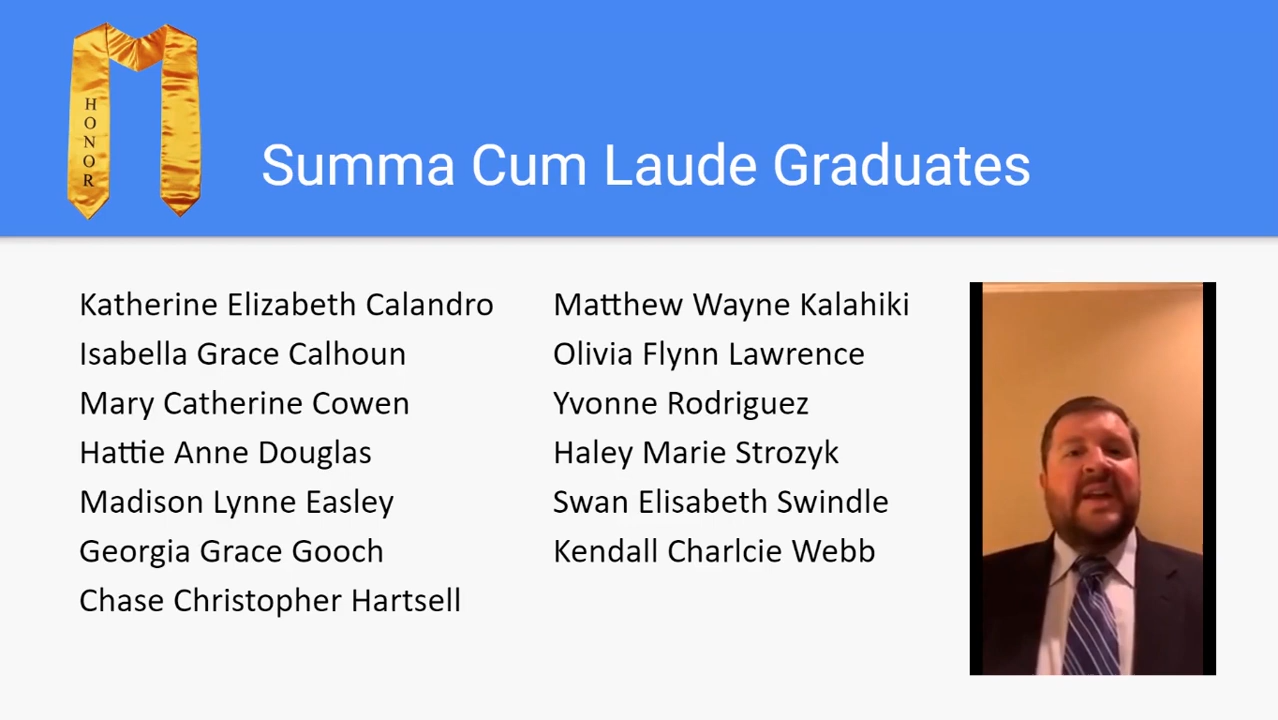 HONOR
Summa Cum Laude Graduates
Katherine Elizabeth Calandro
Isabella Grace Calhoun
Mary Catherine Cowen
Hattie Anne Douglas
Madison Lynne Easley
Georgia Grace Gooch
Chase Christopher Hartsell
Matthew Wayne Kalahiki
Olivia Flynn Lawrence
Yvonne Rodriguez
Haley Marie Strozyk
Swan Elisabeth Swindle
Kendall Charlcie Webb